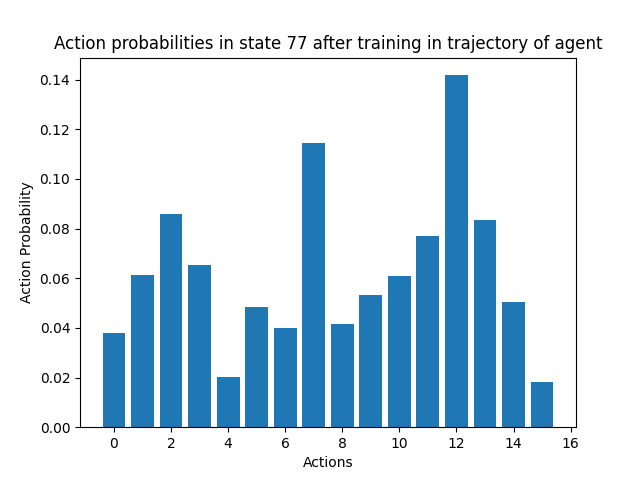 Action probabilities in state 77 after training in trajectory of agent
0.14
0.12
0.10
0.08
0.06
0.04
0.02
0.00
Action Probability
0 2 4 6 8 10 12 14 16
Actions